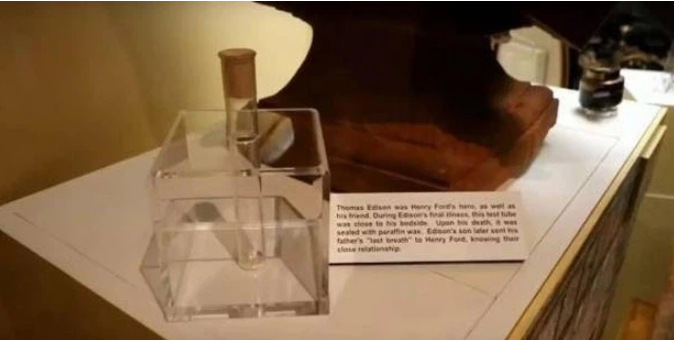 Thomas Edison was Henry Ford's hero, as well as
his friend. During Edison's final illness, this test tube
was close to his bedside. Upon his death, it was
sealed with paraffin wax. Edison's son later sent his
father's "last breath" to Henry Ford, knowing their
close relationship.